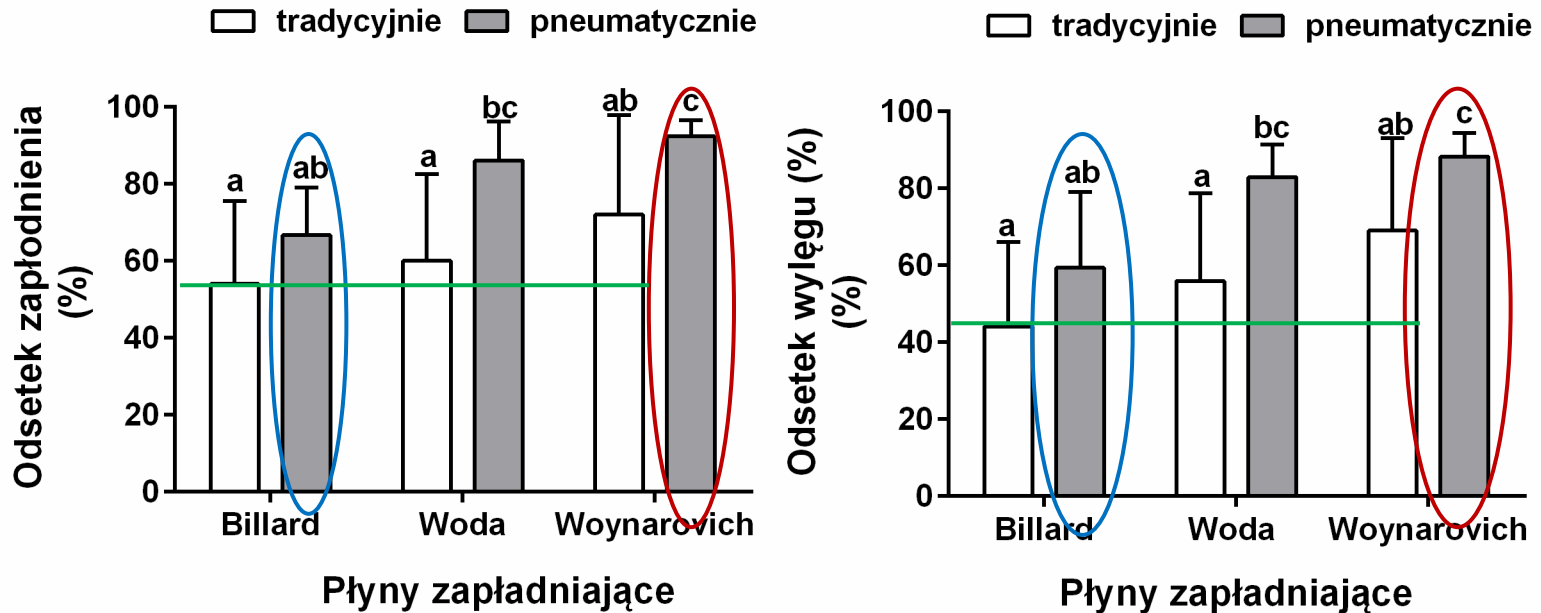 tradycyjnie pneumatycznie
Odsetek zapłodnienia
(%)
100
80
60
40
20
0
a
ab
a
bc
ab
c
Billard Woda Woynarovich
Płyny zapładniające
tradycyjnie pneumatycznie
Odsetek wylęgu (%)
(%)
100
80
60
40
20
0
a
ab
a
bc
ab
c
Billard Woda Woynarovich
Płyny zapładniające